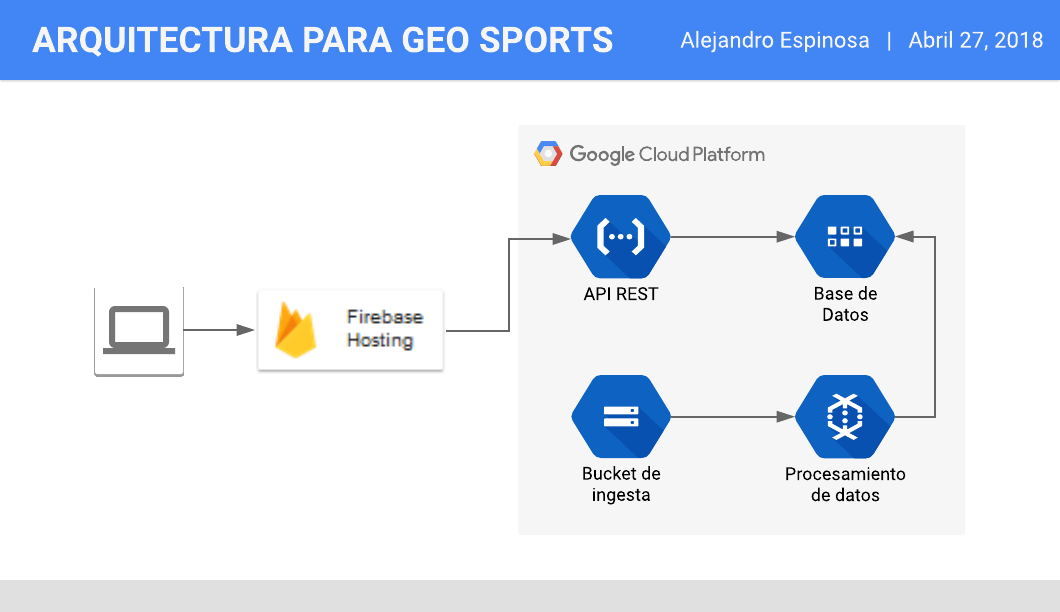 ARQUITECTURA PARA GEO SPORTS
Alejandro Espinosa | Abril 27, 2018
Google Cloud Platform
API REST
Base de
Datos
Firebase
Hosting
Bucket de
ingesta
Procesamiento
de datos